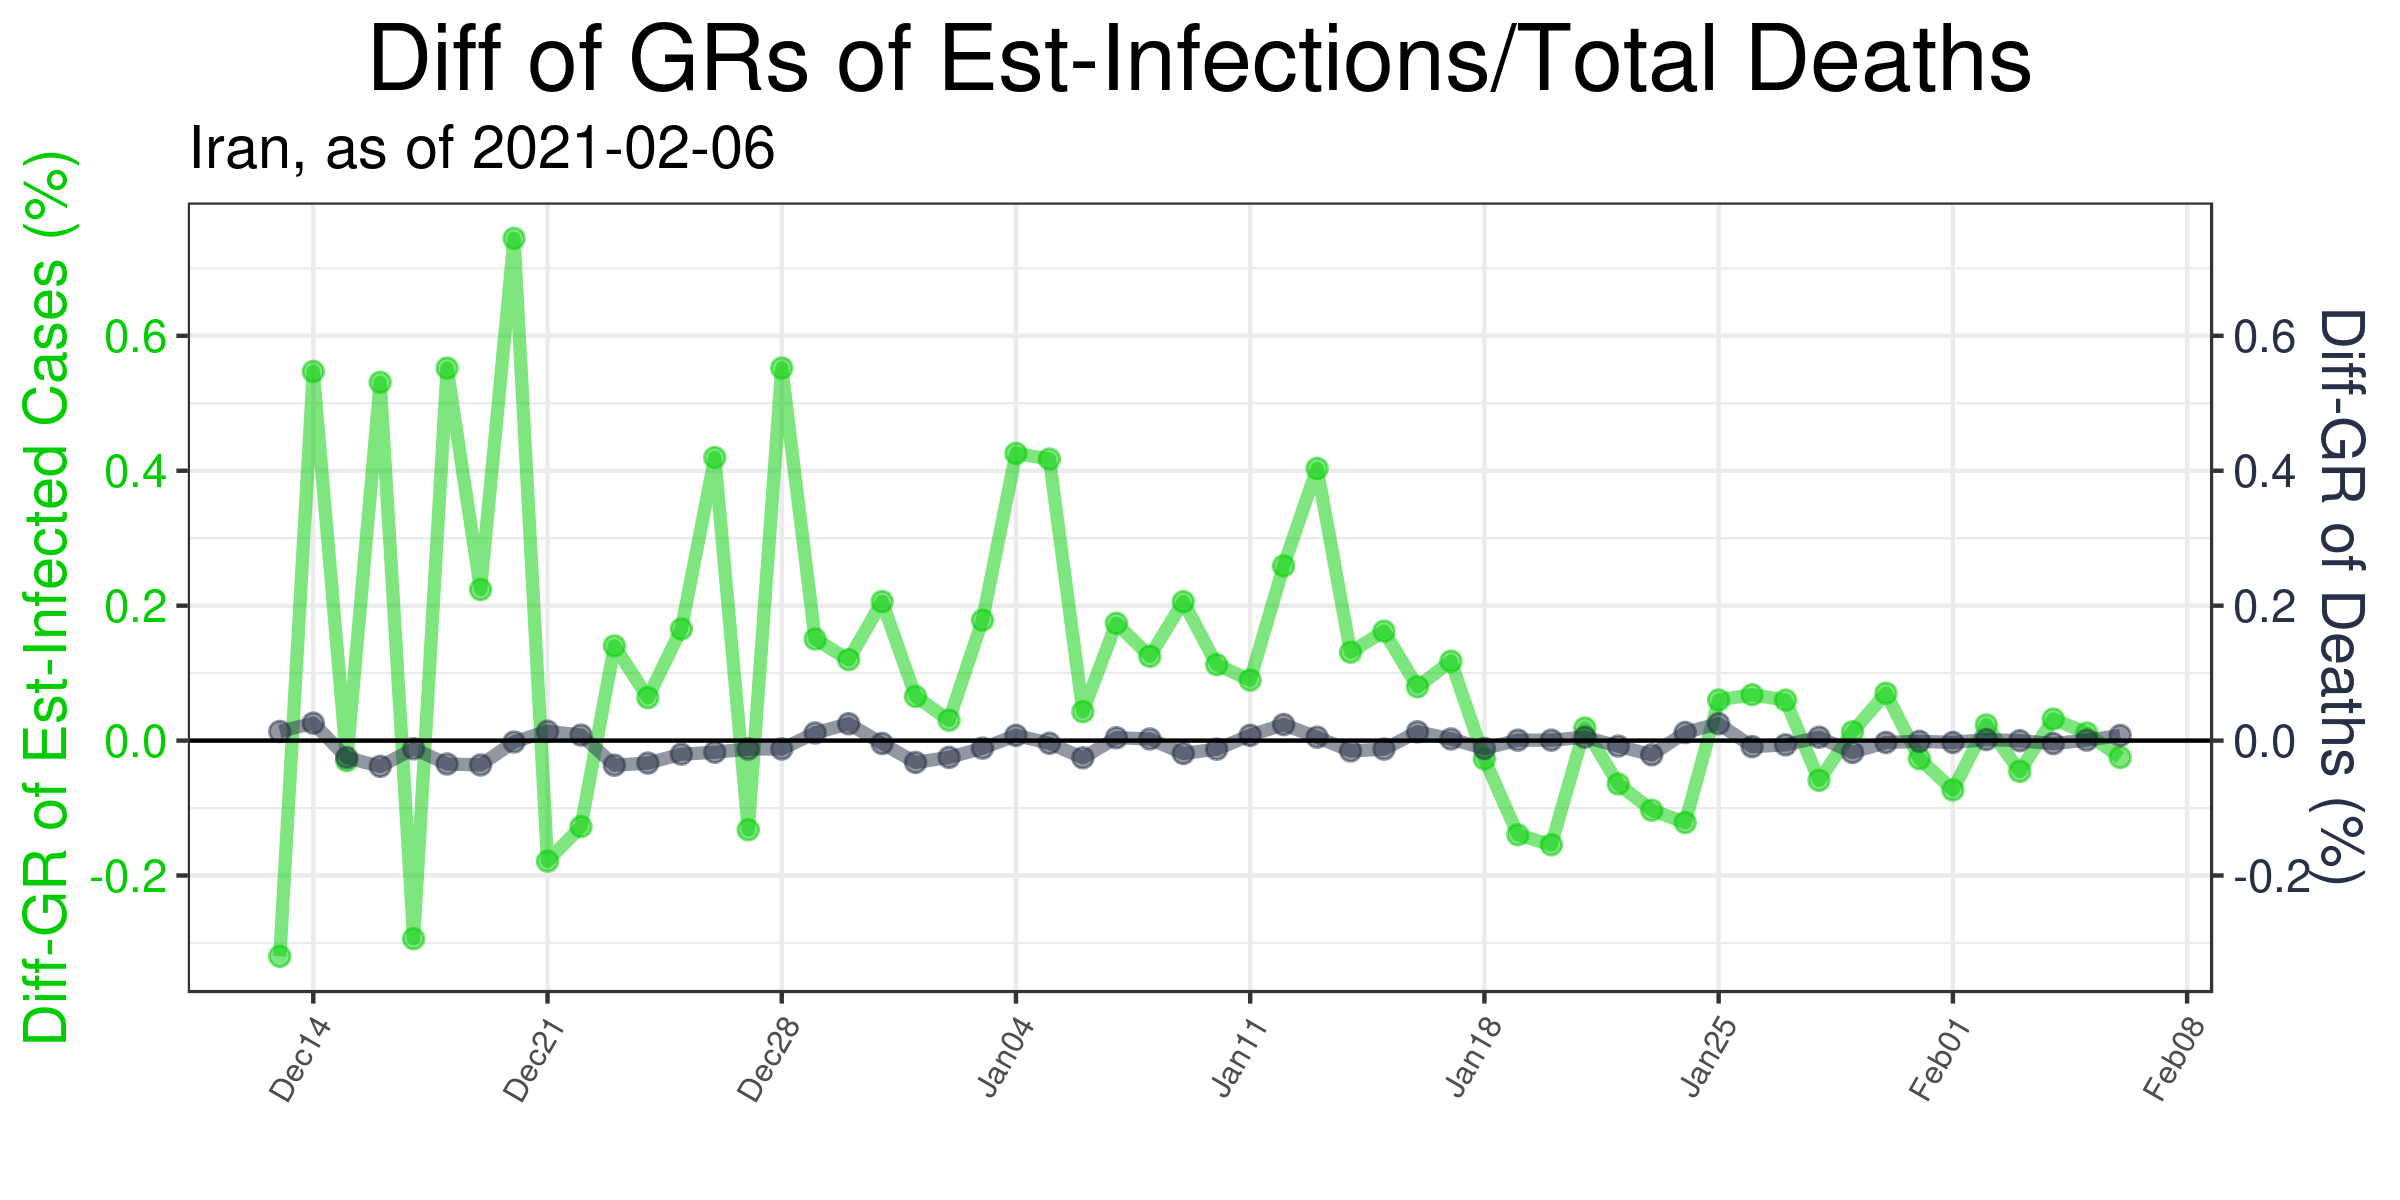 Diff of GRs of Est-Infections/Total Deaths
Iran, as of 2021-02-06
Diff-GR of Est-Infected Cases (%)
0.6
0.4
0.2
0.0
-0.2
0.6
0.4
0.2
0.0
-0.2
Diff-GR of Deaths (%)
Dec14
Dec21
Dec28
Jan04
Jan11
Jan18
Jan25
Feb01
Feb08